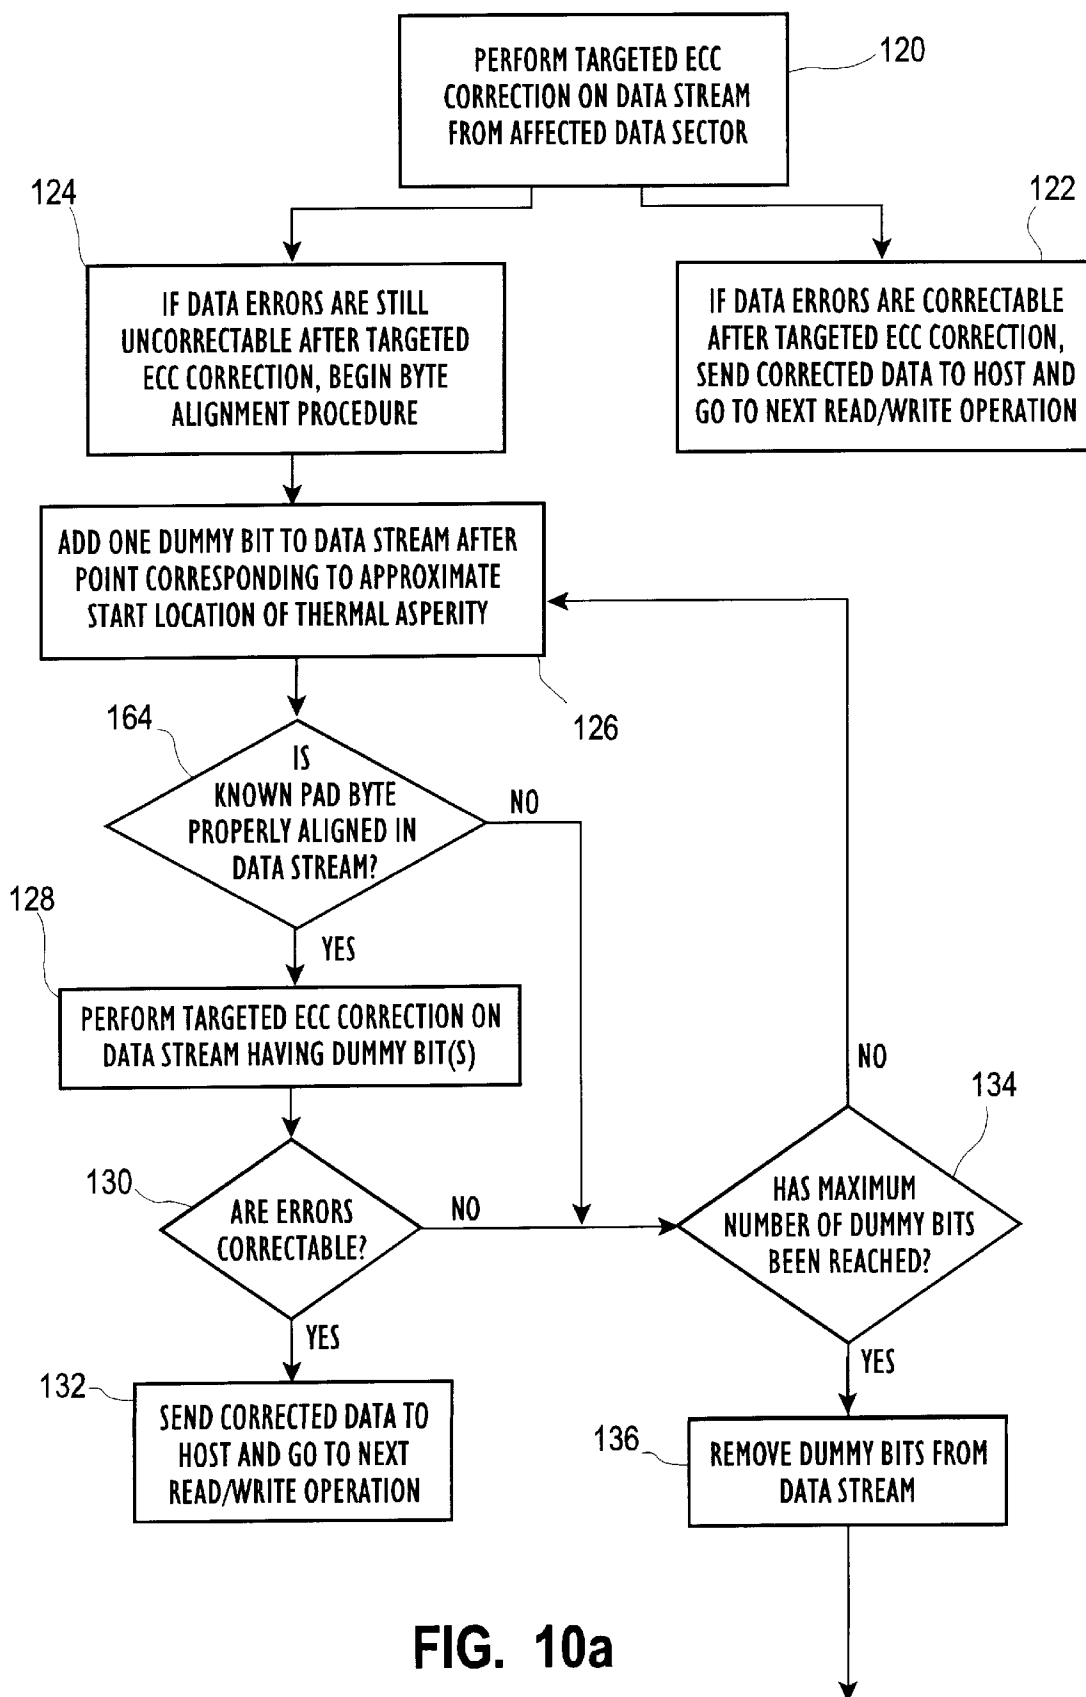 PERFORM TARGETED ECC
CORRECTION ON DATA STREAM
FROM AFFECTED DATA SECTOR
120
124
IF DATA ERRORS ARE STILL
UNCORRECTABLE AFTER TARGETED
ECC CORRECTION, BEGIN BYTE
ALIGNMENT PROCEDURE
122
IF DATA ERRORS ARE CORRECTABLE
AFTER TARGETED ECC CORRECTION,
SEND CORRECTED DATA TO HOST AND
GO TO NEXT READ/WRITE OPERATION
ADD ONE DUMMY BIT TO DATA STREAM AFTER
POINT CORRESPONDING TO APPROXIMATE
START LOCATION OF THERMAL ASPERITY
126
164
IS
KNOWN PAD BYTE
PROPERLY ALIGNED IN
DATA STREAM?
NO
YES
128
PERFORM TARGETED ECC CORRECTION ON
DATA STREAM HAVING DUMMY BIT(S)
130
ARE ERRORS
CORRECTABLE?
NO
YES
NO
134
HAS MAXIMUM
NUMBER OF DUMMY BITS
BEEN REACHED?
YES
132
SEND CORRECTED DATA TO
HOST AND GO TO NEXT
READ/WRITE OPERATION
136
REMOVE DUMMY BITS FROM
DATA STREAM
FIG. 10a